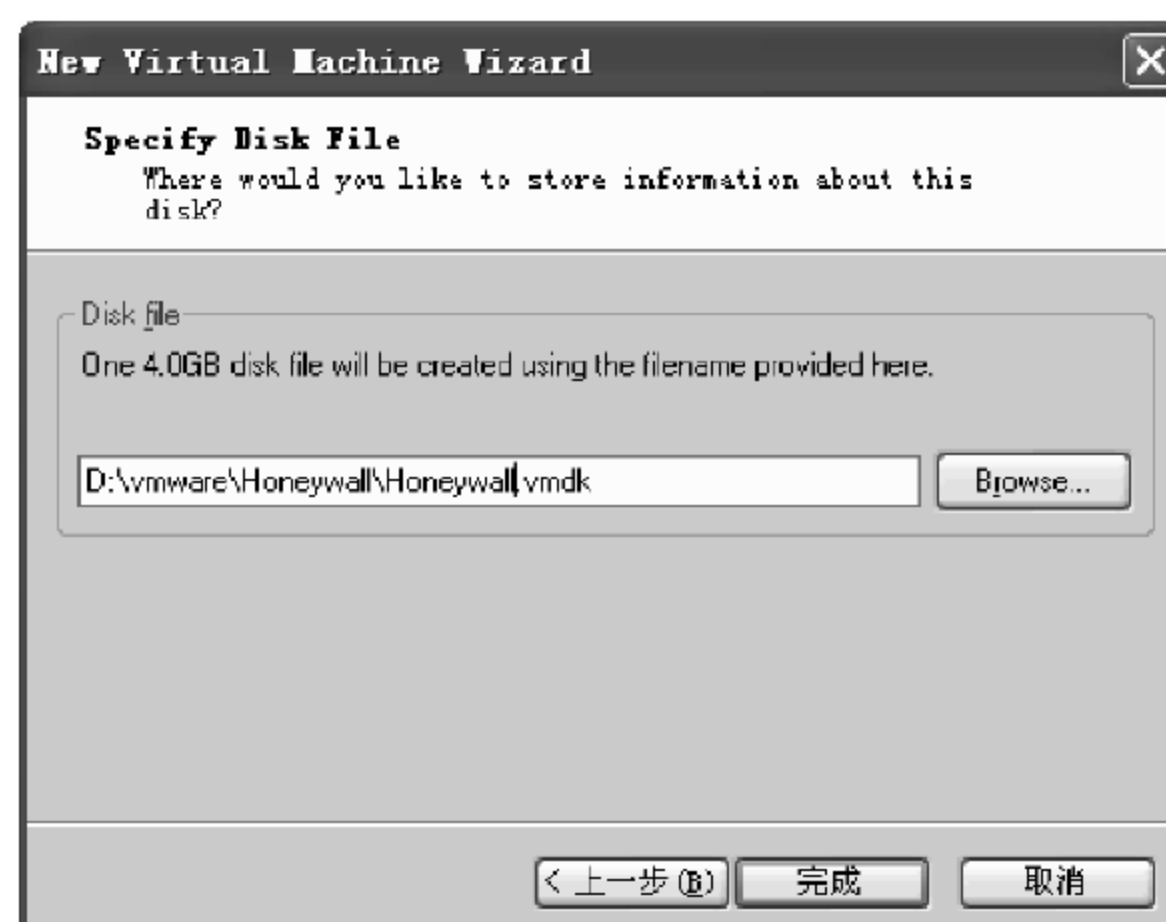 New Virtual Machine Wizard
Specify Disk File
Where would you like to store information about this
disk?
Disk file
One 4.0GB disk file will be created using the filename provided here.
D:\vmware\Honeywall\Honeywall.vmdk
Browse...
< 上一步(B)
完成
取消